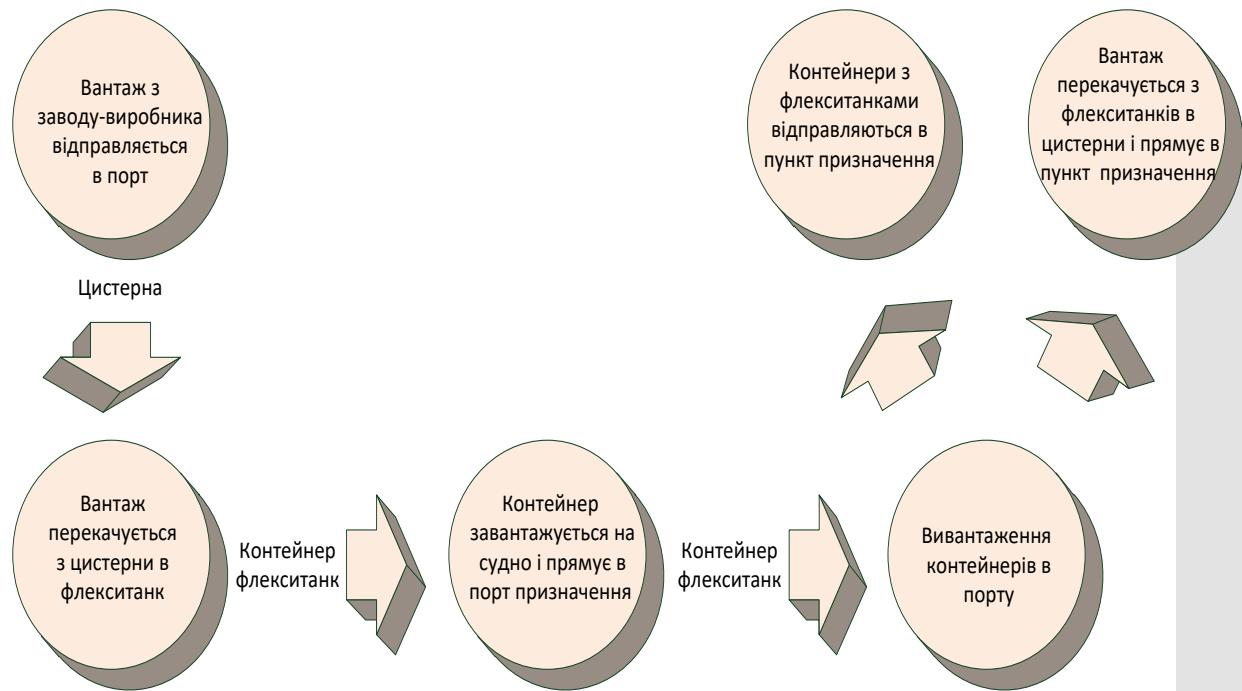 Вантаж з
заводу-виробника
відправляється
в порт
Цистерна
Вантаж
перекачується
з цистерни в
флекситанк
Контейнер
флекситанк
Контейнер
завантажується на
судно і прямує в
порт призначення
Контейнер
флекситанк
Вивантаження
контейнерів в
порту
Контейнери з
флекситанками
відправляються в
пункт призначення
Вантаж
перекачується з
флекситанків в
цистерни і прямує в
пункт призначення